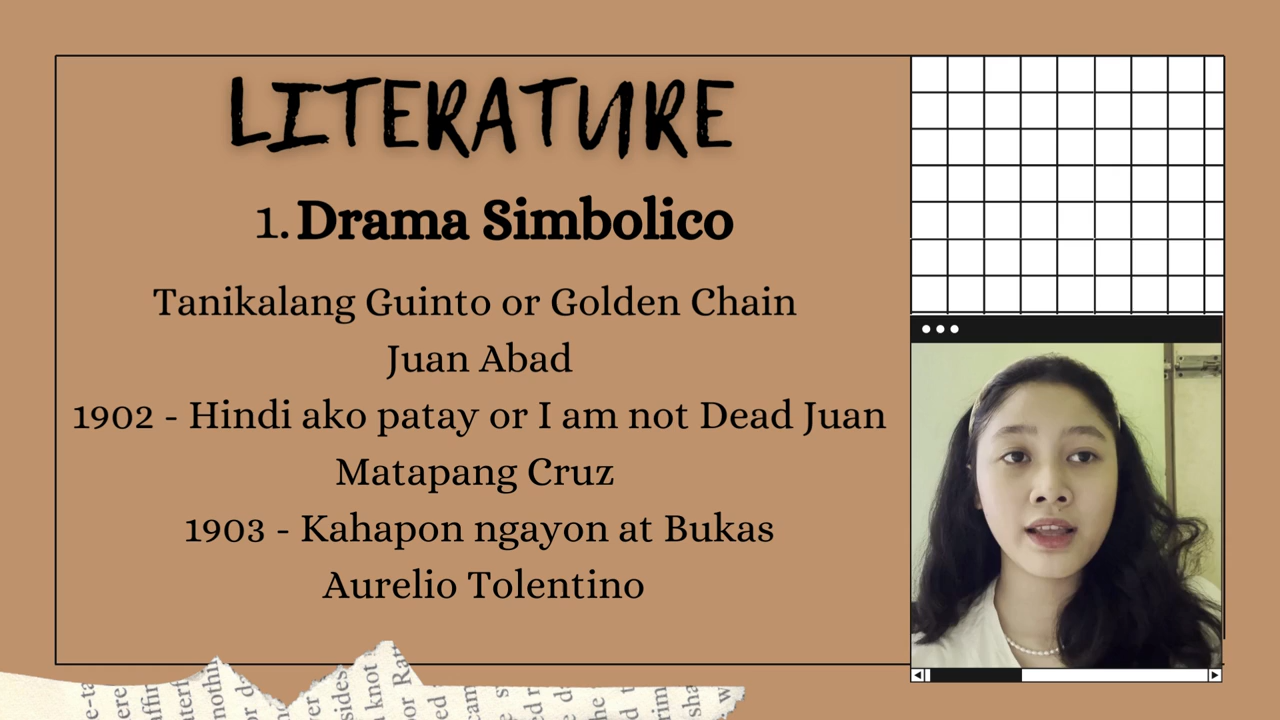 LITERATURE
1. Drama Simbolico
Tanikalang Guinto or Golden Chain
Juan Abad
1902 - Hindi ako patay or I am not Dead Juan
Matapang Cruz
1903 - Kahapon ngayon at Bukas
Aurelio Tolentino